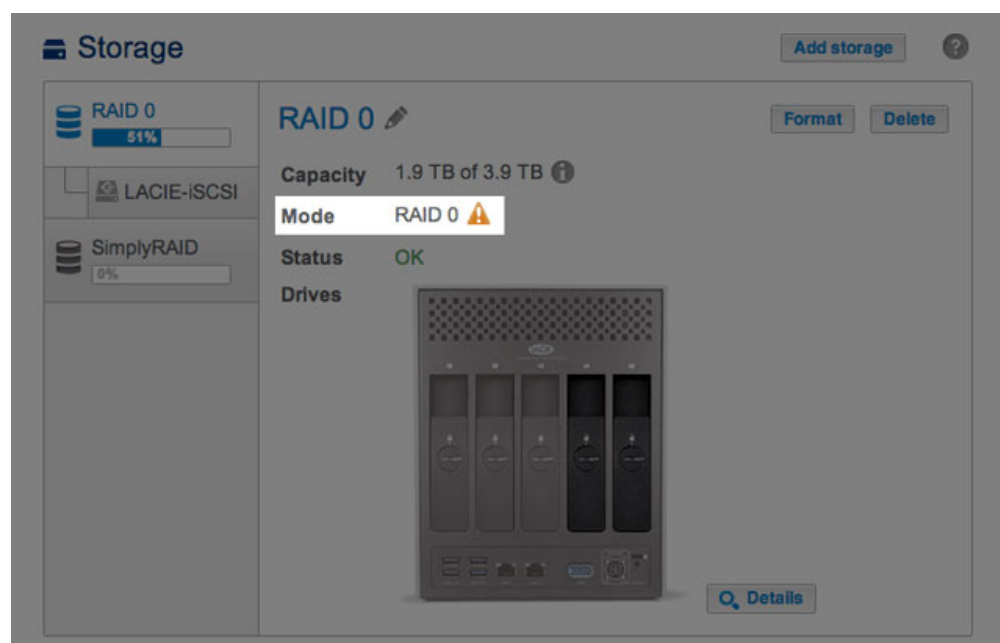 Storage
Add storage
RAID 0
51%
LACIE-iSCSI
SimplyRAID
0%
RAID 0
Format
Delete
Capacity 1.9 TB of 3.9 TB
Mode RAID 0
Status OK
Drives
Details